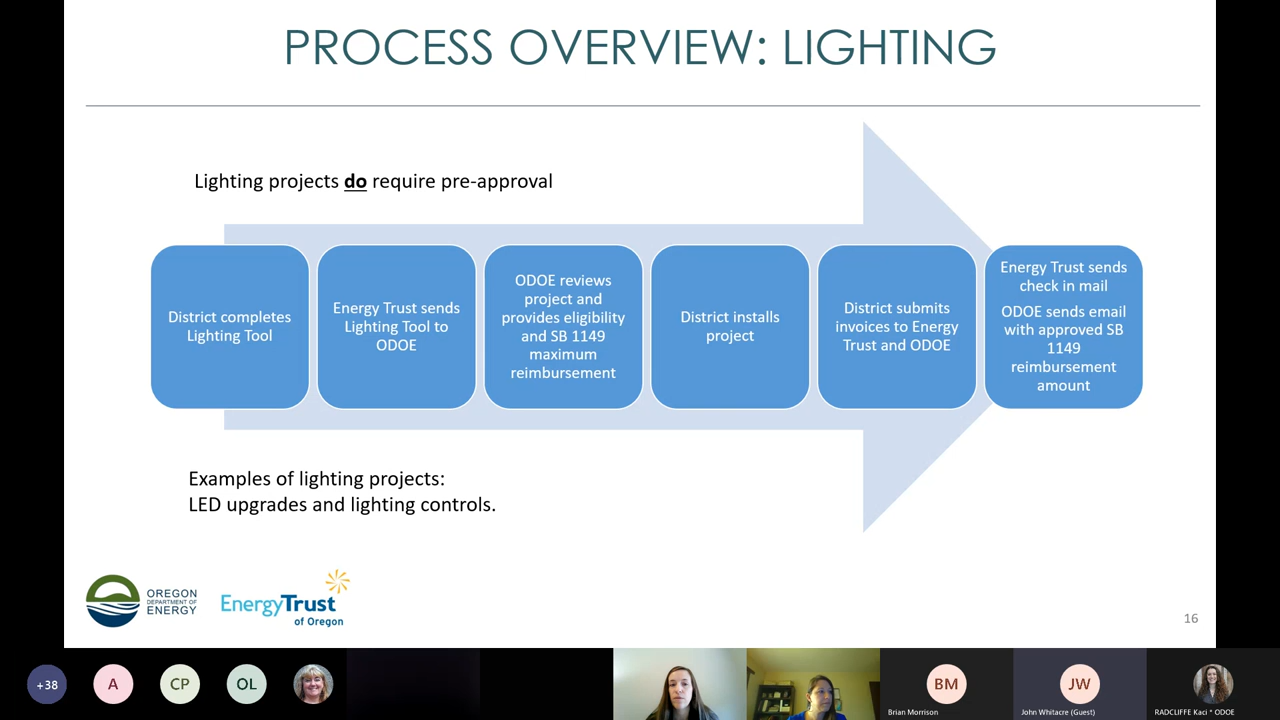 PROCESS OVERVIEW: LIGHTING
Lighting projects do require pre-approval
District completes
Lighting Tool
Energy Trust sends
Lighting Tool to
ODOE
ODOE reviews
project and
provides eligibility
and SB 1149
maximum
reimbursement
District installs
project
District submits
invoices to Energy
Trust and ODOE
Energy Trust sends
check in mail
ODOE sends email
with approved SB
1149
reimbursement
amount
Examples of lighting projects:
LED upgrades and lighting controls.
OREGON
DEPARTMENT OF
ENERGY
EnergyTrust
of Oregon
16
+38
A
CP
OL
BM
Brian Morrison
JW
John Whitacre (Guest)
RADCLIFFE Kaci * ODOE